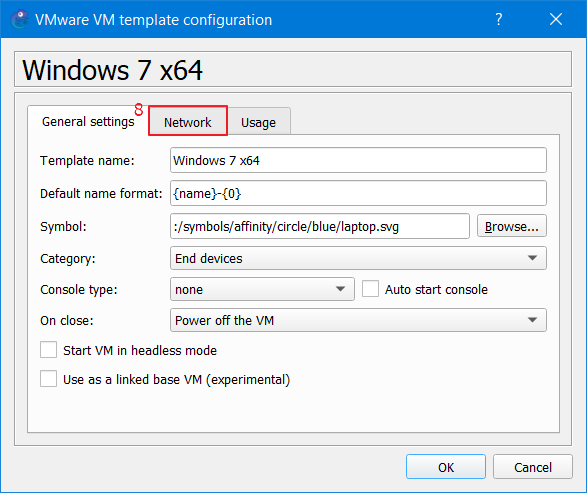 VMware VM template configuration
?
Windows 7 x64
8
General settings Network Usage
Template name: Windows 7 x64
Default name format: {name}-{0}
Symbol: :/symbols/affinity/circle/blue/laptop.svg Browse...
Category: End devices
Console type: none Auto start console
On close: Power off the VM
Start VM in headless mode
Use as a linked base VM (experimental)
OK Cancel